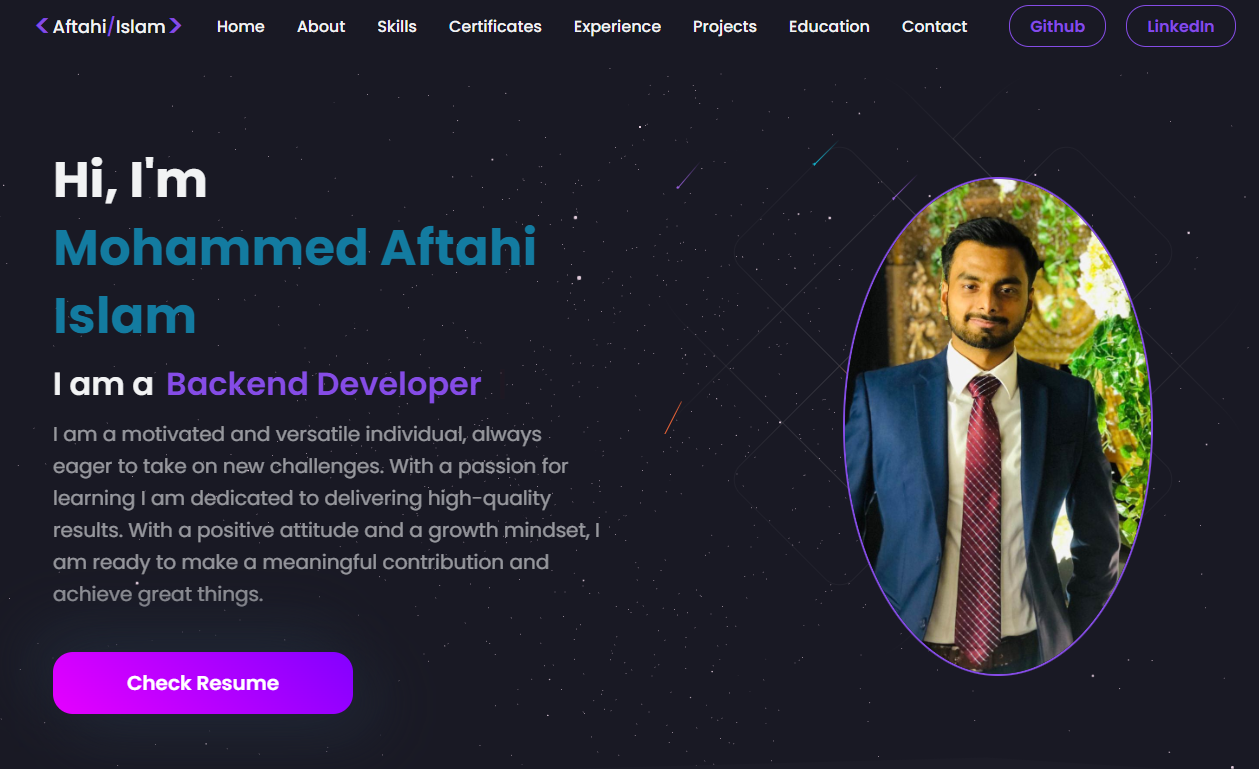 <Aftahi/Islam> Home About Skills Certificates Experience Projects Education Contact Github LinkedIn
Hi, I'm
Mohammed Aftahi
Islam
I am a Backend Developer
I am a motivated and versatile individual, always
eager to take on new challenges. With a passion for
learning I am dedicated to delivering high-quality
results. With a positive attitude and a growth mindset, I
am ready to make a meaningful contribution and
achieve great things.
Check Resume